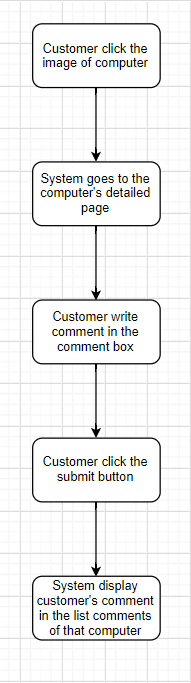 Customer click the
image of computer
System goes to the
computer's detailed
page
Customer write
comment in the
comment box
Customer click the
submit button
System display
customer's comment
in the list comments
of that computer